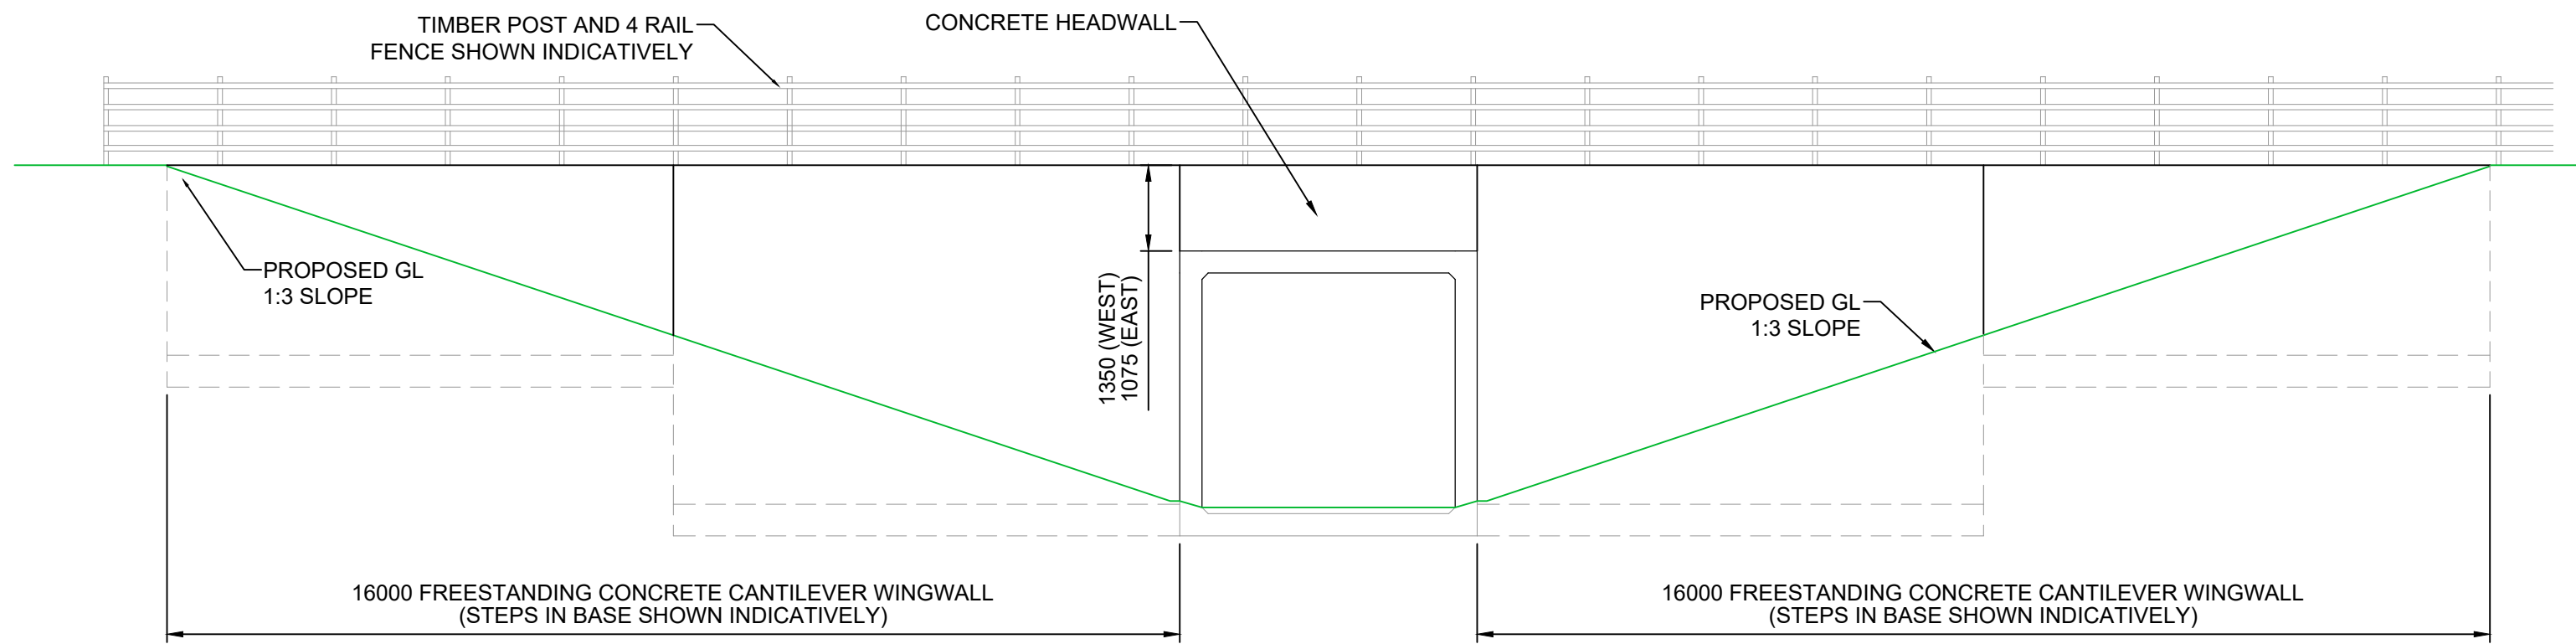 TIMBER POST AND 4 RAIL
FENCE SHOWN INDICATIVELY
CONCRETE HEADWALL
PROPOSED GL
1:3 SLOPE
1350 (WEST)
1075 (EAST)
PROPOSED GL
1:3 SLOPE
16000 FREESTANDING CONCRETE CANTILEVER WINGWALL
(STEPS IN BASE SHOWN INDICATIVELY)
16000 FREESTANDING CONCRETE CANTILEVER WINGWALL
(STEPS IN BASE SHOWN INDICATIVELY)